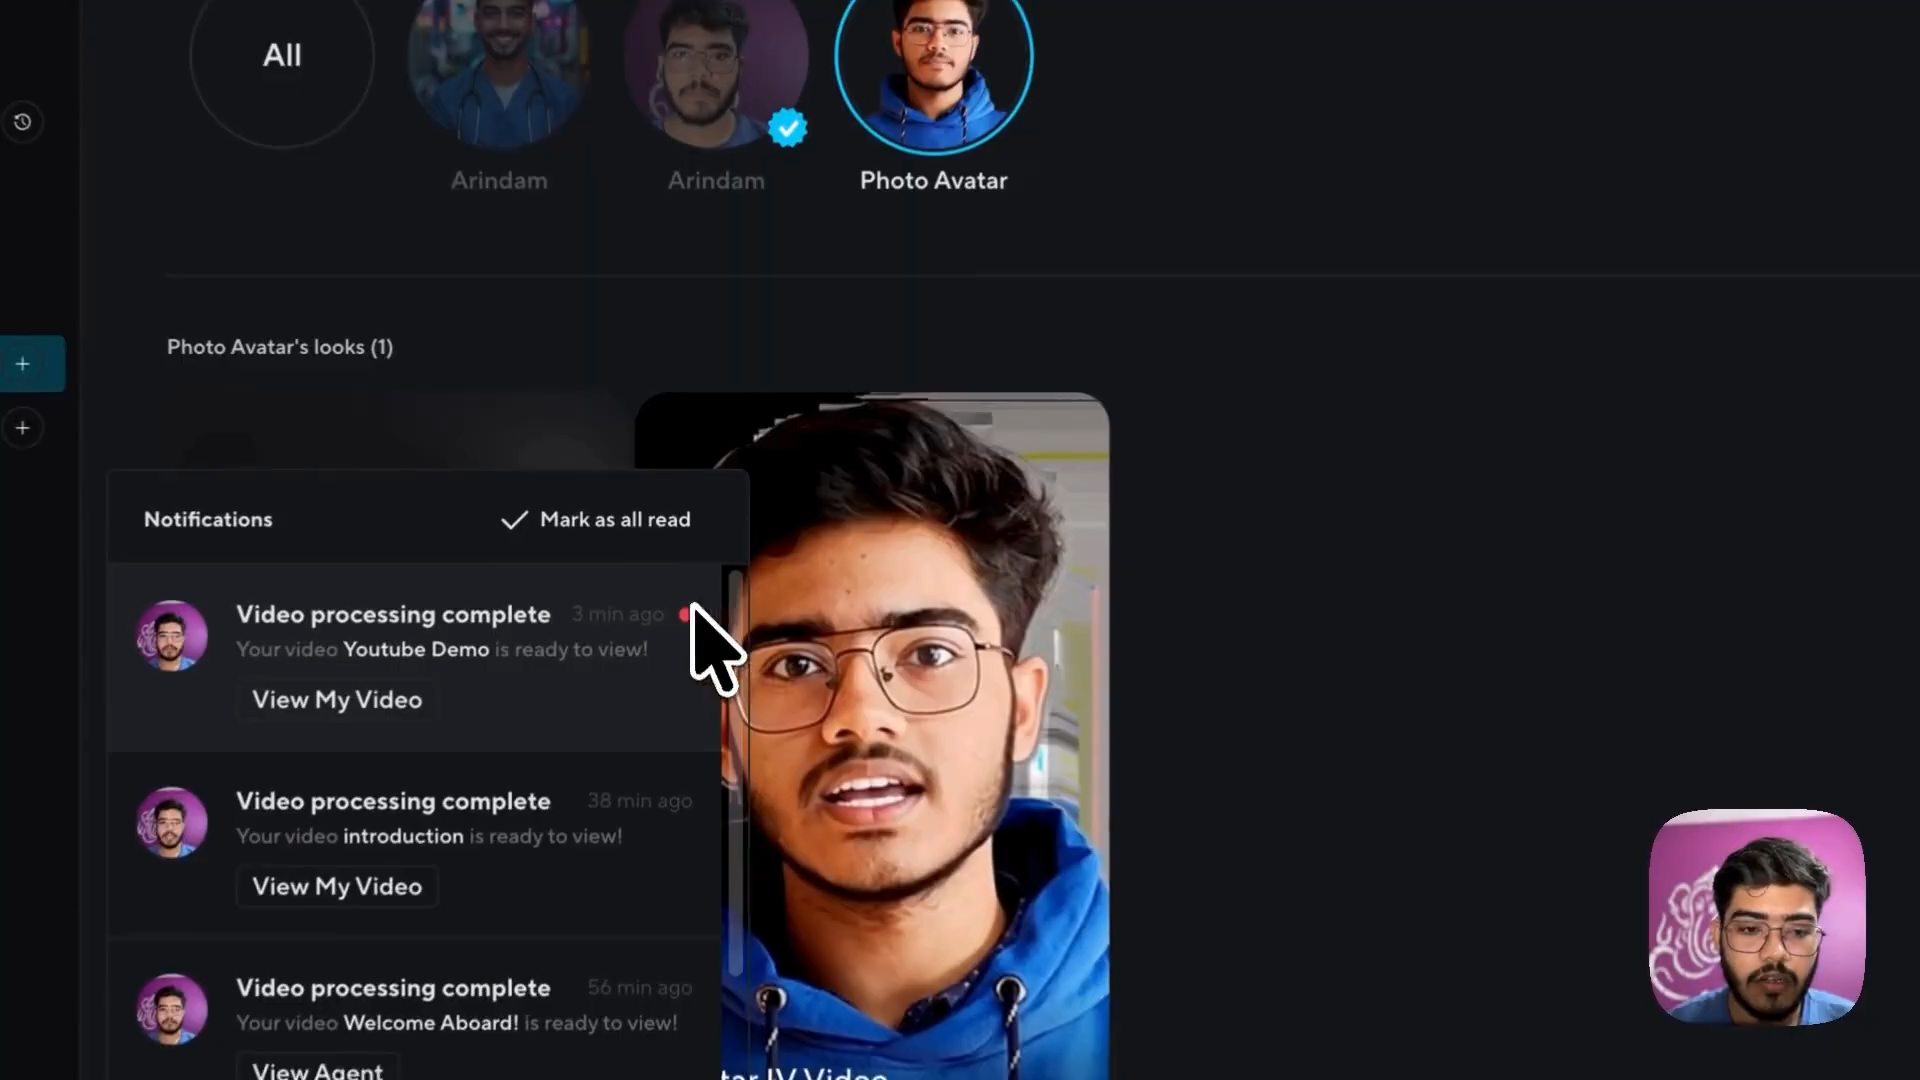 All
Arindam
Arindam
Photo Avatar
Photo Avatar's looks (1)
Notifications
Mark as all read
Video processing complete 3 min ago
Your video Youtube Demo is ready to view!
View My Video
Video processing complete 38 min ago
Your video introduction is ready to view!
View My Video
Video processing complete 56 min ago
Your video Welcome Aboard! is ready to view!
View Agent
IV Video